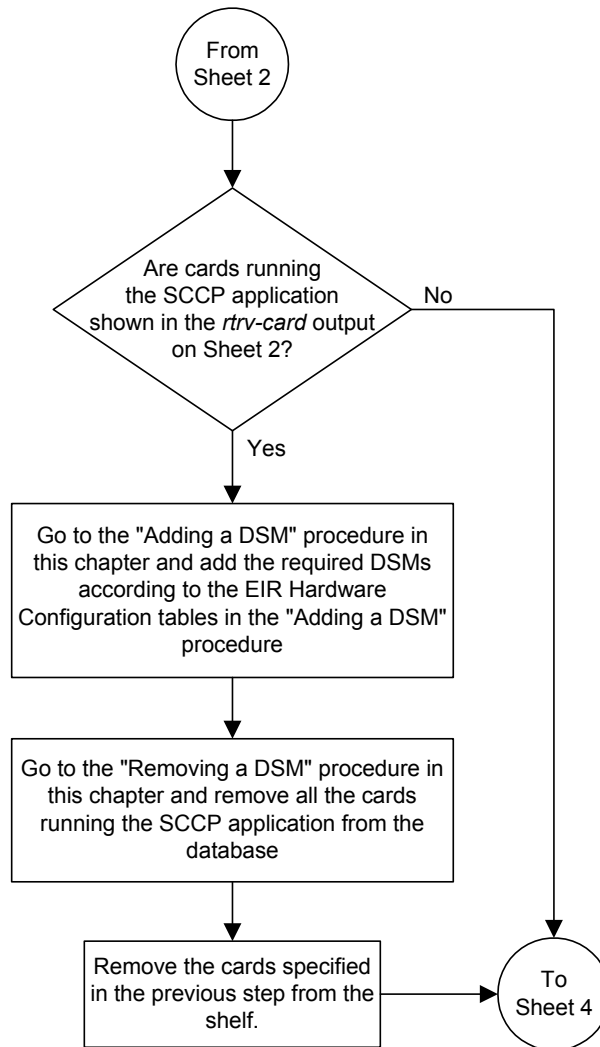 From
Sheet 2
Are cards running
the SCCP application
shown in the rtrv-card output
on Sheet 2?
No
Yes
Go to the "Adding a DSM" procedure in
this chapter and add the required DSMs
according to the EIR Hardware
Configuration tables in the "Adding a DSM"
procedure
Go to the "Removing a DSM" procedure in
this chapter and remove all the cards
running the SCCP application from the
database
Remove the cards specified
in the previous step from the
shelf.
To
Sheet 4